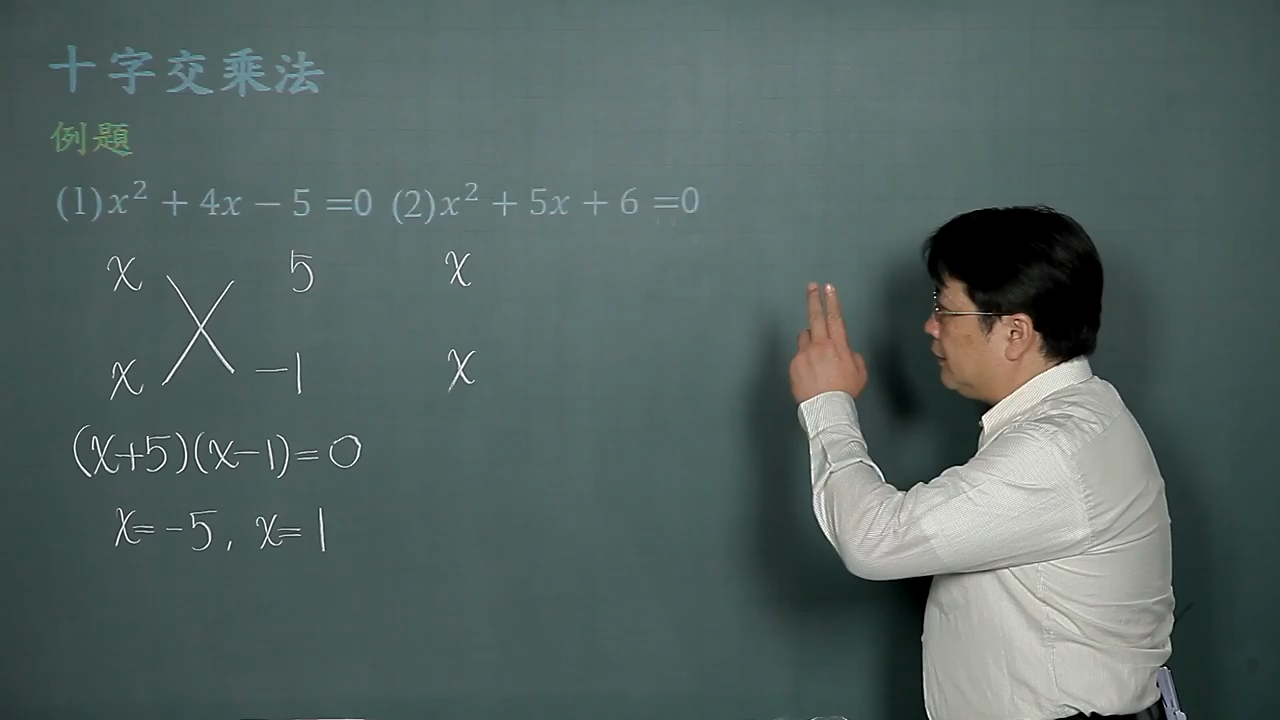 十字交乘法
例題
(1)x² + 4x − 5 =0 (2)x² + 5x + 6 =0
x 5 x
x −1 x
(x+5)(x−1)=0
x=−5, x=1